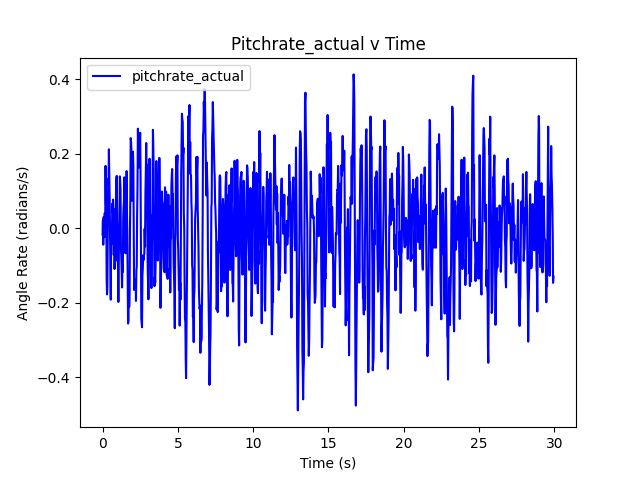 Pitchrate_actual v Time
pitchrate_actual
Angle Rate (radians/s)
0.4
0.2
0.0
−0.2
−0.4
0 5 10 15 20 25 30
Time (s)